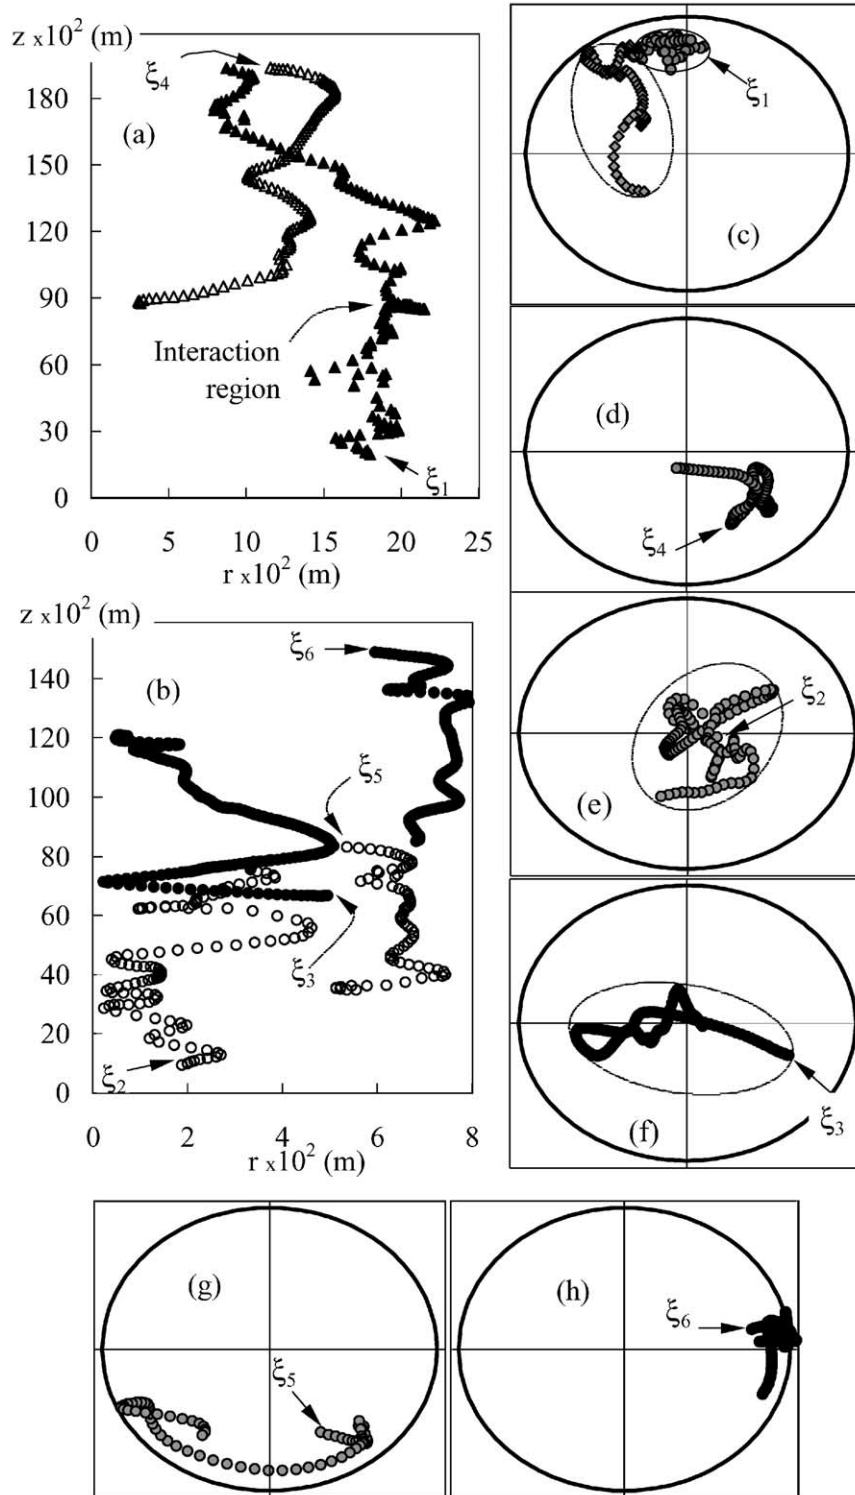 z x10² (m)
ξ₄
180
(a)
150
120
90
Interaction
region
60
30
ξ₁
0
0 5 10 15 20 25
r x10² (m)
ξ₁
(c)
(d)
ξ₄
z x10² (m)
ξ₆
(b)
140
120
ξ₅
100
80
60
ξ₃
40
20
ξ₂
0
0 2 4 6 8
r x10² (m)
ξ₂
(e)
ξ₃
(f)
(g)
ξ₅
(h)
ξ₆